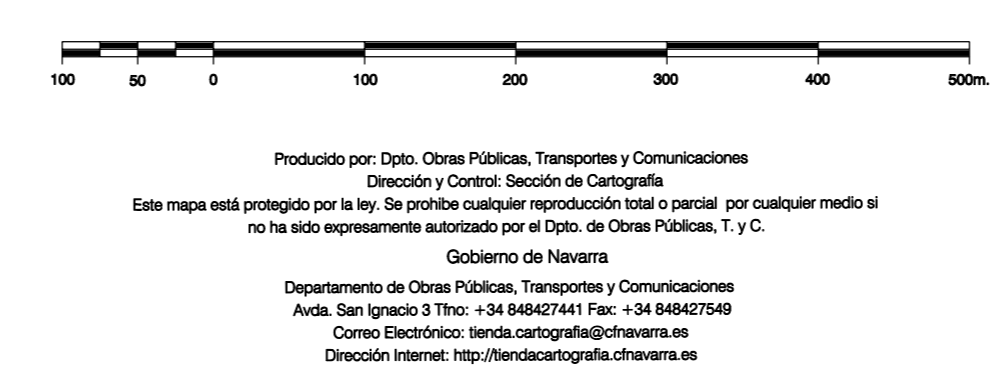 100 50 0 100 200 300 400 500m.
Producido por: Dpto. Obras Públicas, Transportes y Comunicaciones
Dirección y Control: Sección de Cartografía
Este mapa está protegido por la ley. Se prohibe cualquier reproducción total o parcial por cualquier medio si
no ha sido expresamente autorizado por el Dpto. de Obras Públicas, T. y C.
Gobierno de Navarra
Departamento de Obras Públicas, Transportes y Comunicaciones
Avda. San Ignacio 3 Tfno: +34 848427441 Fax: +34 848427549
Correo Electrónico: tienda.cartografia@cfnavarra.es
Dirección Internet: http://tiendacartografia.cfnavarra.es